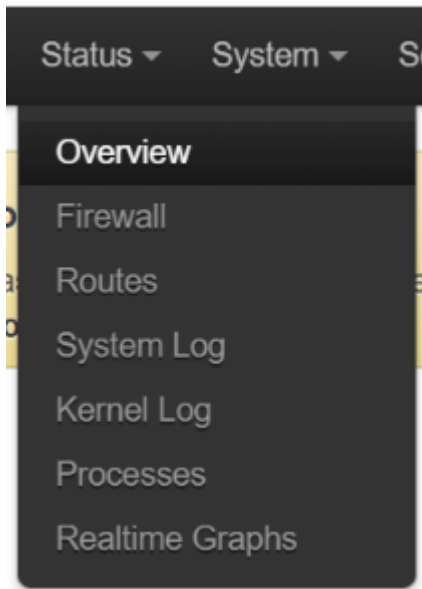 Status System
Overview
Firewall
Routes
System Log
Kernel Log
Processes
Realtime Graphs